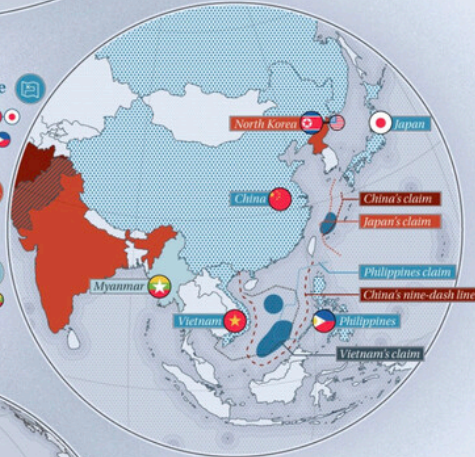 North Korea
Japan
China
China's claim
Japan's claim
Philippines claim
Myanmar
China's nine-dash line
Vietnam
Philippines
Vietnam's claim